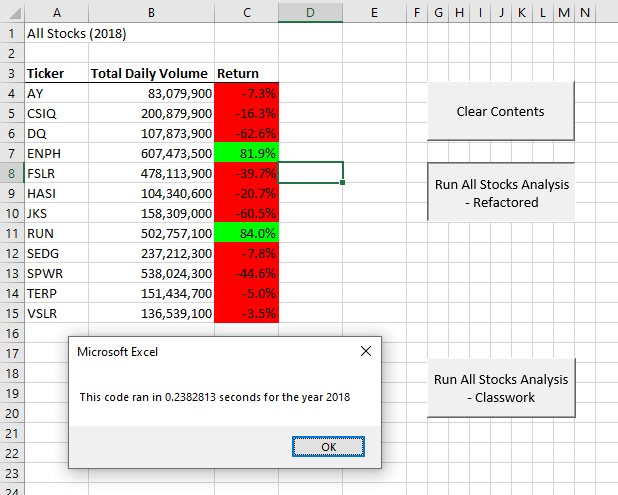 A B C D E F G H I J K L M N
1 All Stocks (2018)
2
3 Ticker Total Daily Volume Return
4 AY 83,079,900 -7.3%
5 CSIQ 200,879,900 -16.3%
6 DQ 107,873,900 -62.6%
7 ENPH 607,473,500 81.9%
8 FSLR 478,113,900 -39.7%
9 HASI 104,340,600 -20.7%
10 JKS 158,309,000 -60.5%
11 RUN 502,757,100 84.0%
12 SEDG 237,212,300 -7.8%
13 SPWR 538,024,300 -44.6%
14 TERP 151,434,700 -5.0%
15 VSLR 136,539,100 -3.5%
16
17
18
19
20
21
22
23
24
Clear Contents
Run All Stocks Analysis
- Refactored
Run All Stocks Analysis
- Classwork
Microsoft Excel
This code ran in 0.2382813 seconds for the year 2018
OK